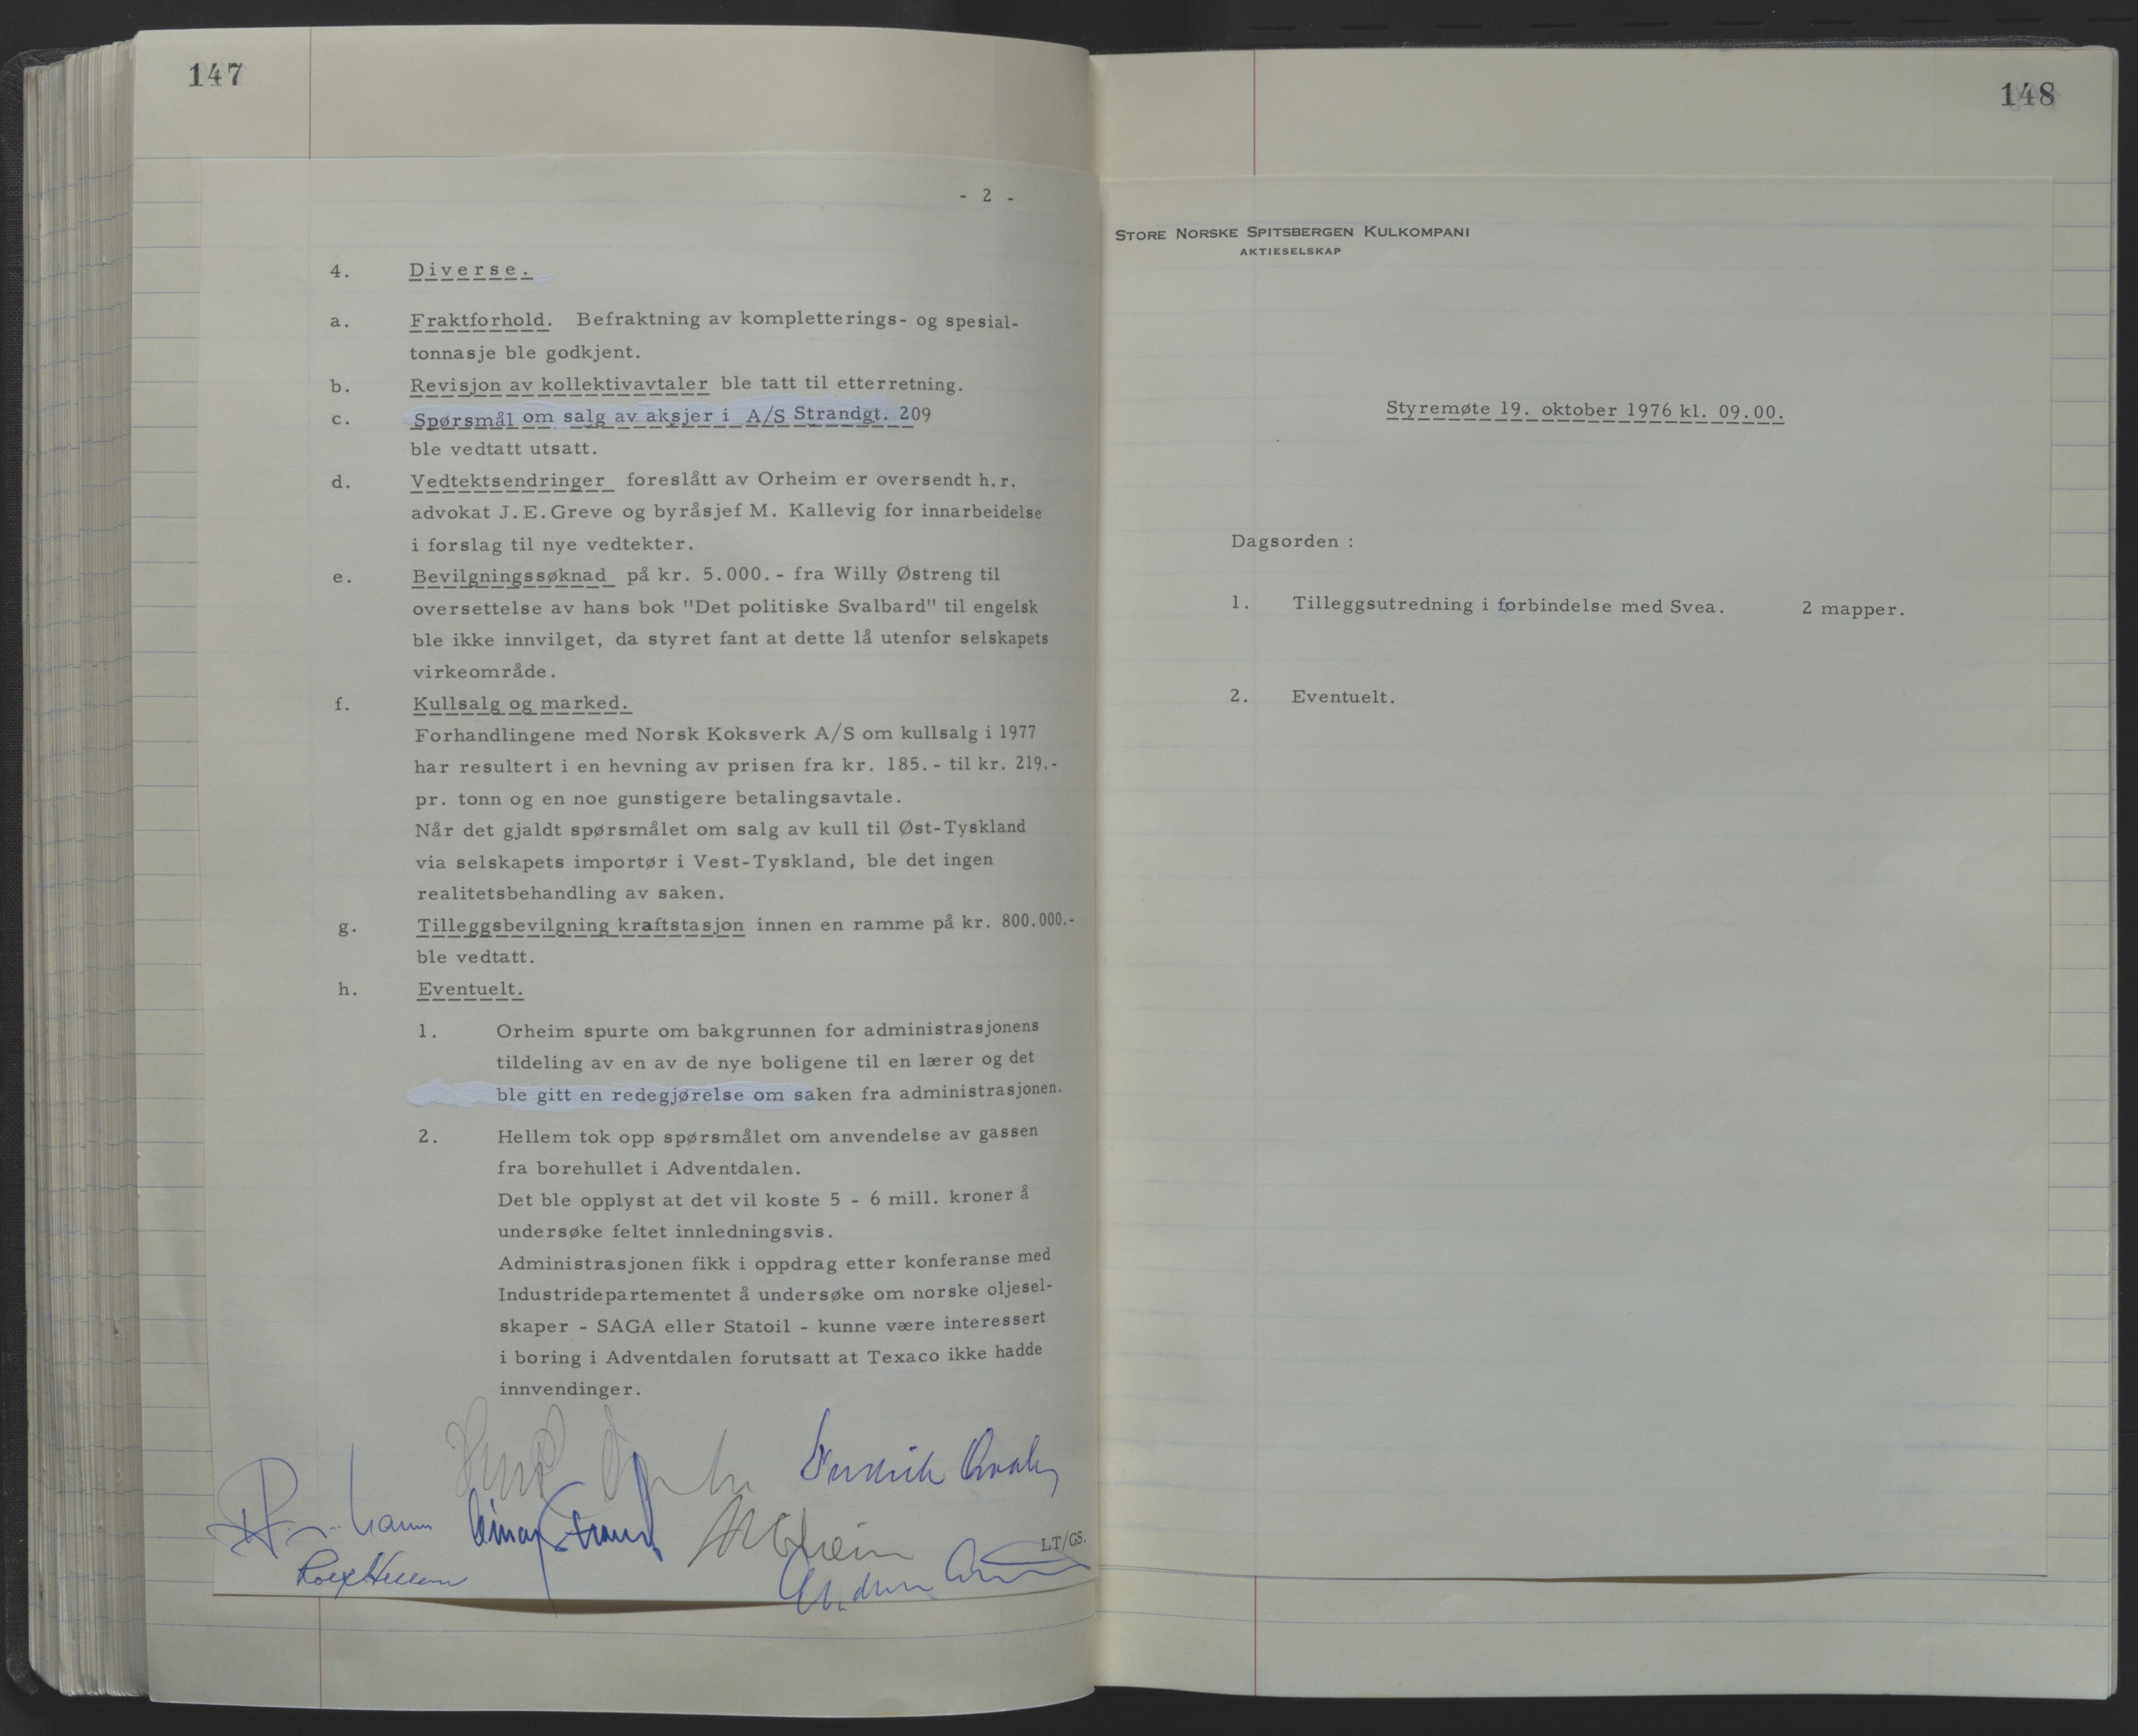 147
- 2 -
4. Diverse.
a. Fraktforhold. Befraktning av kompletterings- og spesial-
tonnasje ble godkjent.
b. Revisjon av kollektivavtaler ble tatt til etterretning.
c. Spørsmål om salg av aksjer i A/S Strandgt. 209
ble vedtatt utsatt.
d. Vedtektsendringer foreslått av Orheim er oversendt h.r.
advokat J.E.Greve og byråsjef M. Kallevig for innarbeidelse
i forslag til nye vedtekter.
e. Bevilgningssøknad på kr. 5.000.- fra Willy Østreng til
oversettelse av hans bok "Det politiske Svalbard" til engelsk
ble ikke innvilget, da styret fant at dette lå utenfor selskapets
virkeområde.
f. Kullsalg og marked.
Forhandlingene med Norsk Koksverk A/S om kullsalg i 1977
har resultert i en hevning av prisen fra kr. 185.- til kr. 219.-
pr. tonn og en noe gunstigere betalingsavtale.
Når det gjaldt spørsmålet om salg av kull til Øst-Tyskland
via selskapets importør i Vest-Tyskland, ble det ingen
realitetsbehandling av saken.
g. Tilleggsbevilgning kraftstasjon innen en ramme på kr. 800.000.-
ble vedtatt.
h. Eventuelt.
1. Orheim spurte om bakgrunnen for administrasjonens
tildeling av en av de nye boligene til en lærer og det
ble gitt en redegjørelse om saken fra administrasjonen.
2. Hellem tok opp spørsmålet om anvendelse av gassen
fra borehullet i Adventdalen.
Det ble opplyst at det vil koste 5 - 6 mill. kroner å
undersøke feltet innledningsvis.
Administrasjonen fikk i oppdrag etter konferanse med
Industridepartementet å undersøke om norske oljesel-
skaper - SAGA eller Statoil - kunne være interessert
i boring i Adventdalen forutsatt at Texaco ikke hadde
innvendinger.
LT/GS.
Rolf Hellem
148
STORE NORSKE SPITSBERGEN KULKOMPANI
AKTIESELSKAP
Styremøte 19. oktober 1976 kl. 09.00.
Dagsorden :
1. Tilleggsutredning i forbindelse med Svea. 2 mapper.
2. Eventuelt.